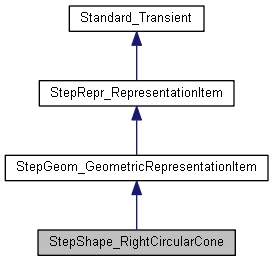 Standard_Transient
StepRepr_RepresentationItem
StepGeom_GeometricRepresentationItem
StepShape_RightCircularCone